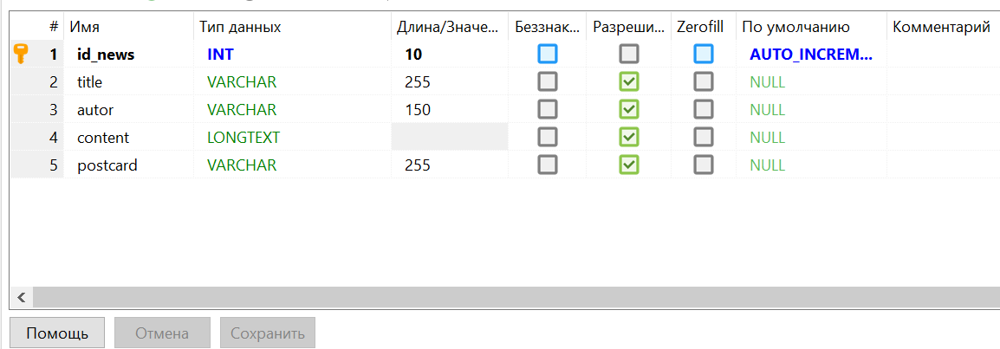 # Имя Тип данных Длина/Значе... Беззнак... Разреши... Zerofill По умолчанию Комментарий
1 id_news INT 10 AUTO_INCREM...
2 title VARCHAR 255 NULL
3 autor VARCHAR 150 NULL
4 content LONGTEXT NULL
5 postcard VARCHAR 255 NULL
Помощь Отмена Сохранить